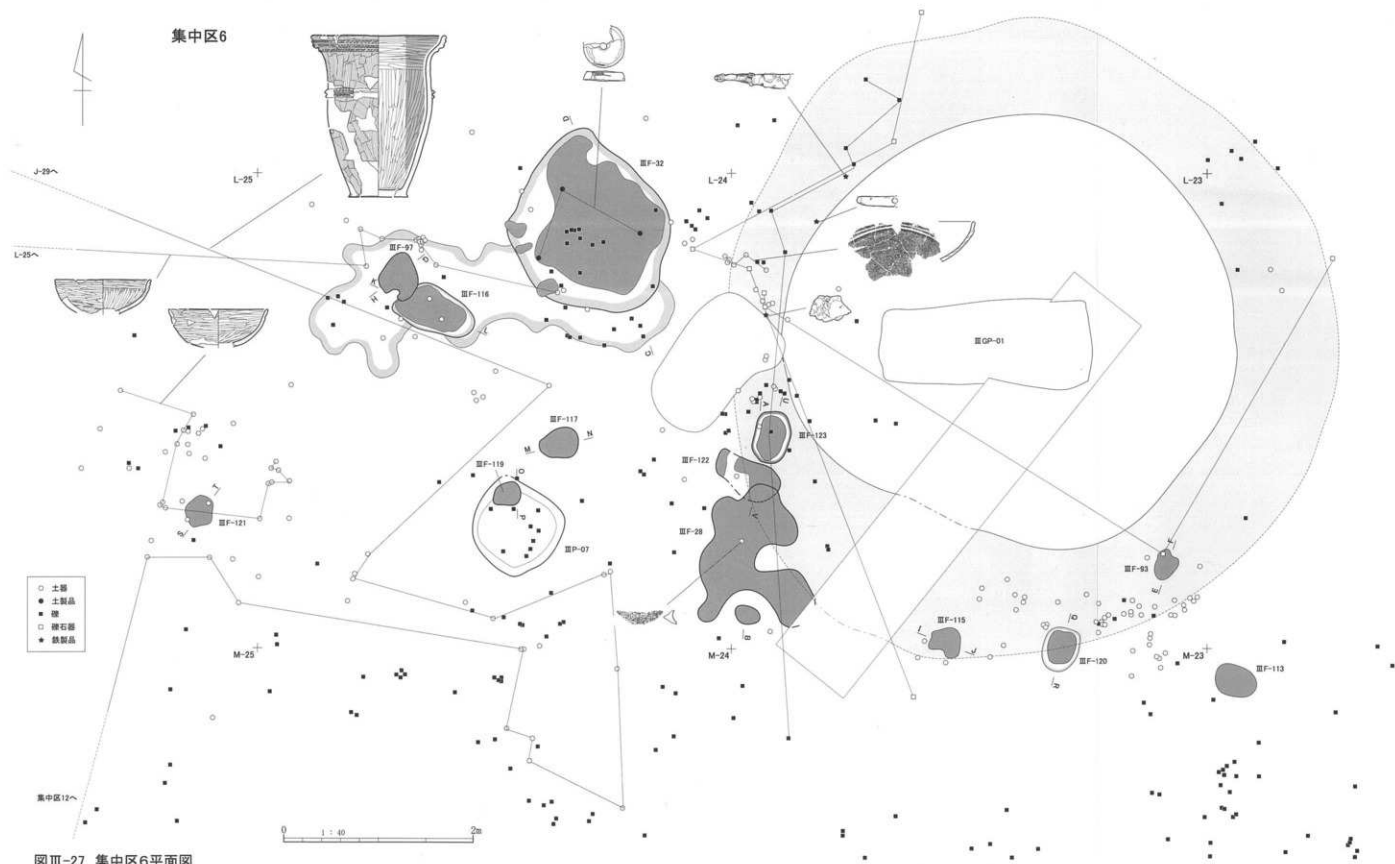 集中区6
J-29へ
L-25
L-24
L-23
ⅢF-32
D
L-25へ
ⅢF-97
G
K
H
ⅢF-116
L
C
ⅢGP-01
ⅢF-117
M
N
A
U
ⅢF-123
ⅢF-119
O
P
ⅢF-122
V
ⅢF-121
T
S
ⅢP-07
ⅢF-28
B
ⅢF-93
F
E
土器
土製品
礫
礫石器
鉄製品
M-25
M-24
M-23
ⅢF-115
I
J
ⅢF-120
Q
R
ⅢF-113
集中区12へ
0
1:40
2m
図Ⅲ-27 集中区6平面図